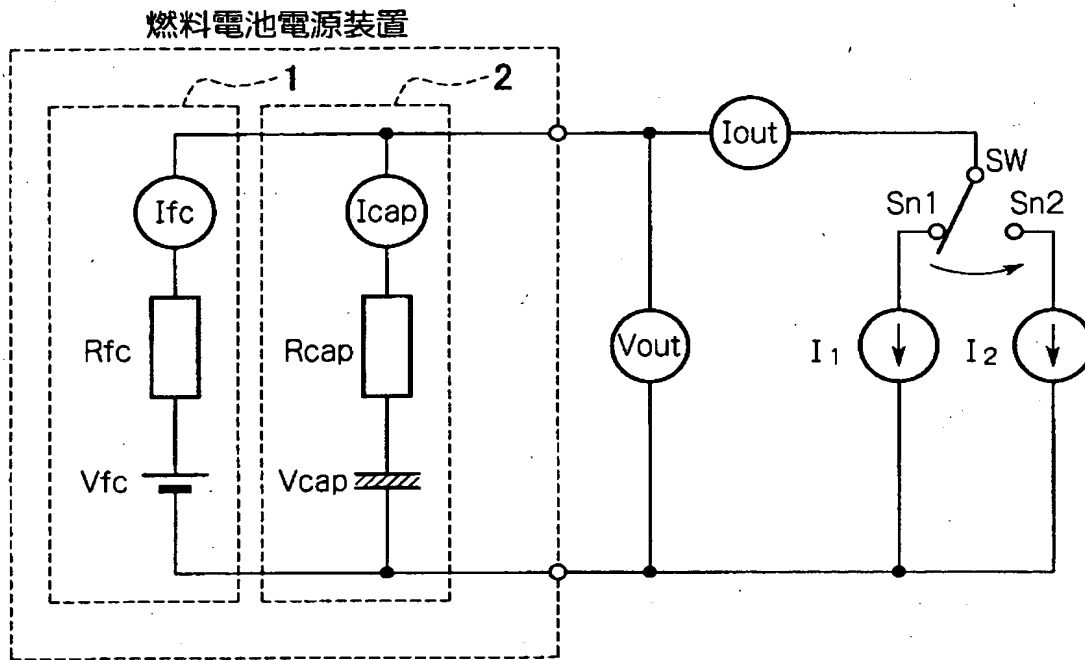 燃料電池電源装置
1
2
Iout
SW
Ifc
Icap
Sn1
Sn2
Rfc
Rcap
Vout
I1
I2
Vfc
Vcap